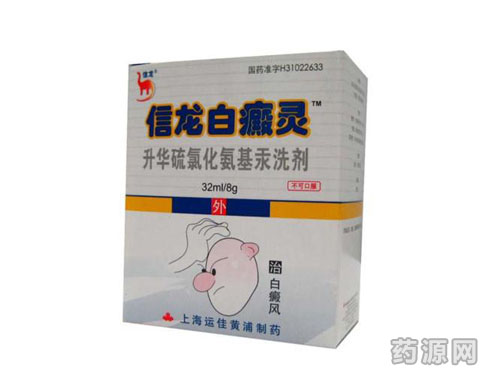 信龙®
国药准字H31022633
信龙白癜灵™
升华硫氯化氨基汞洗剂
32ml/8g
不可口服
外
治
白癜风
上海运佳黄浦制药
药源网